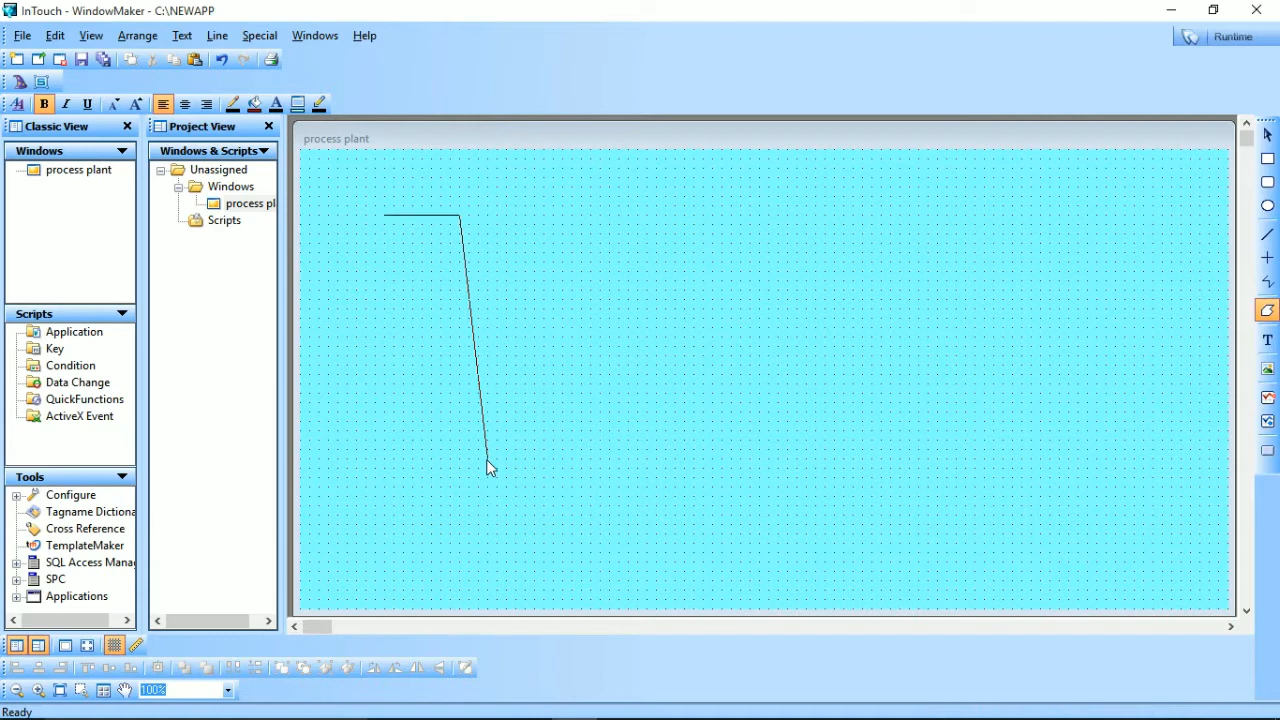 InTouch - WindowMaker - C:\NEWAPP
File Edit View Arrange Text Line Special Windows Help
Runtime
B I U A
Classic View
Project View
process plant
Windows
Windows & Scripts
process plant
Unassigned
Windows
process pl
Scripts
Scripts
Application
Key
Condition
Data Change
QuickFunctions
ActiveX Event
Tools
Configure
Tagname Dictiona
Cross Reference
TemplateMaker
SQL Access Mana
SPC
Applications
T
100%
Ready